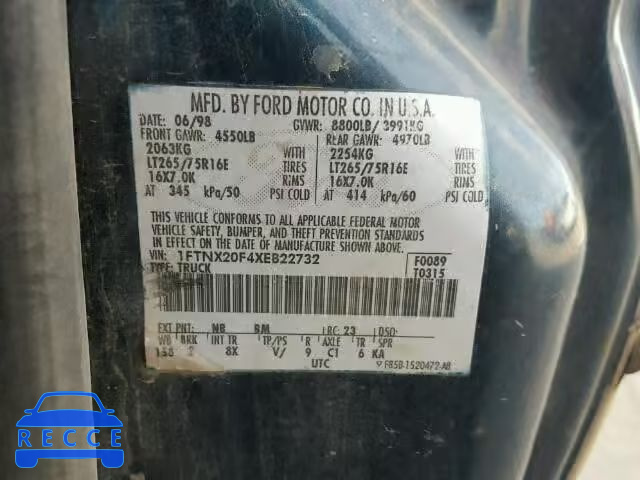 MFD. BY FORD MOTOR CO. IN U.S.A.
DATE: 06/98 GVWR: 8800LB/ 3991KG
FRONT GAWR: 4550LB REAR GAWR: 4970LB
2063KG WITH 2254KG WITH
LT265/75R16E TIRES LT265/75R16E TIRES
16X7.0K RIMS 16X7.0K RIMS
AT 345 kPa/50 PSI COLD AT 414 kPa/60 PSI COLD
THIS VEHICLE CONFORMS TO ALL APPLICABLE FEDERAL MOTOR
VEHICLE SAFETY, BUMPER, AND THEFT PREVENTION STANDARDS
IN EFFECT ON THE DATE OF MANUFACTURE SHOWN ABOVE.
VIN: 1FTNX20F4XEB22732 F0089
TYPE: TRUCK T0315
EXT PNT: NB BM RC: 23 DSO:
WB BRK INT TR TP/PS R AXLE TR SPR
158 2 8X V/ 9 C1 6 KA
UTC F85B-1520472-AB
RECCE